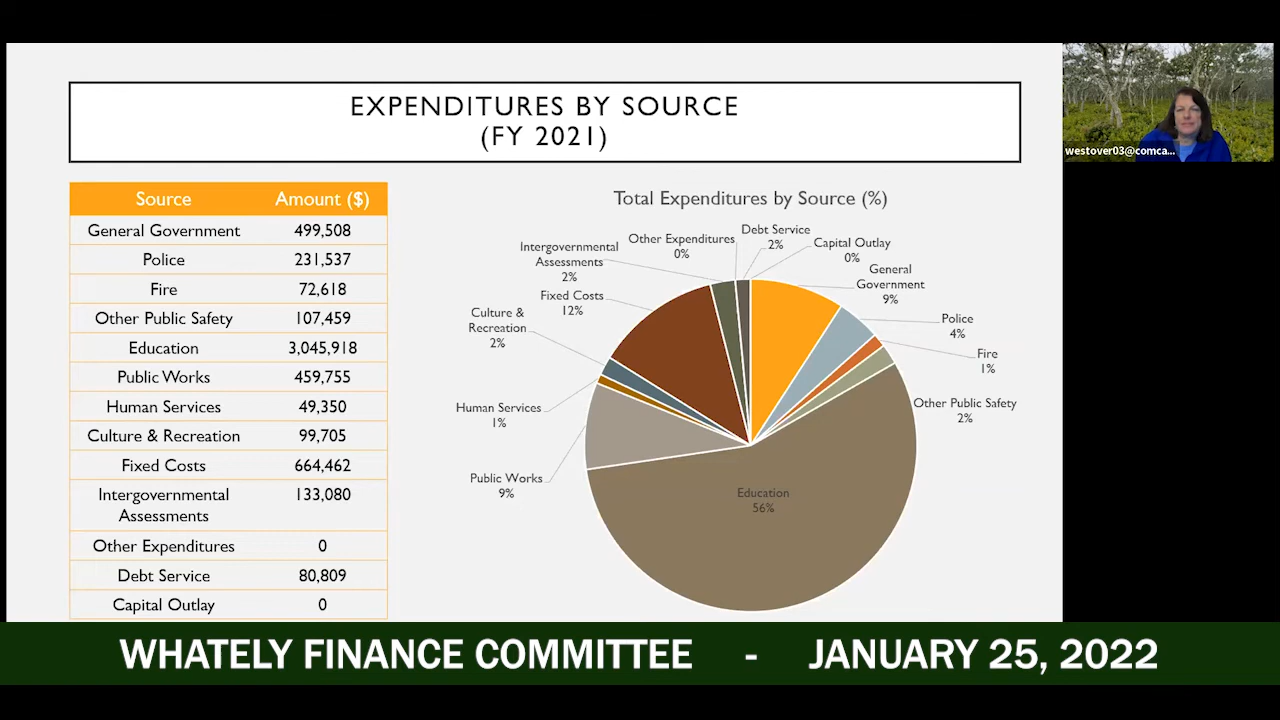 EXPENDITURES BY SOURCE
(FY 2021)
westover03@comca...
Source Amount ($)
General Government 499,508
Police 231,537
Fire 72,618
Other Public Safety 107,459
Education 3,045,918
Public Works 459,755
Human Services 49,350
Culture & Recreation 99,705
Fixed Costs 664,462
Intergovernmental 133,080
Assessments
Other Expenditures 0
Debt Service 80,809
Capital Outlay 0
Total Expenditures by Source (%)
Intergovernmental
Assessments
2%
Other Expenditures
0%
Debt Service
2%
Capital Outlay
0%
General
Government
9%
Police
4%
Fire
1%
Other Public Safety
2%
Education
56%
Public Works
9%
Human Services
1%
Culture &
Recreation
2%
Fixed Costs
12%
WHATELY FINANCE COMMITTEE - JANUARY 25, 2022